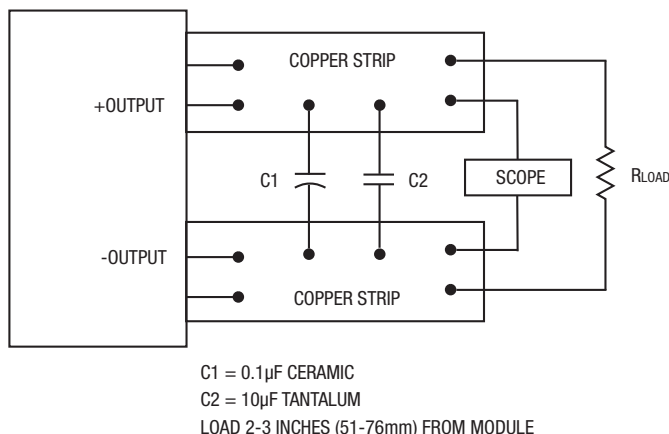 COPPER STRIP
+OUTPUT
C1
C2
SCOPE
RLOAD
-OUTPUT
COPPER STRIP
C1 = 0.1µF CERAMIC
C2 = 10µF TANTALUM
LOAD 2-3 INCHES (51-76mm) FROM MODULE